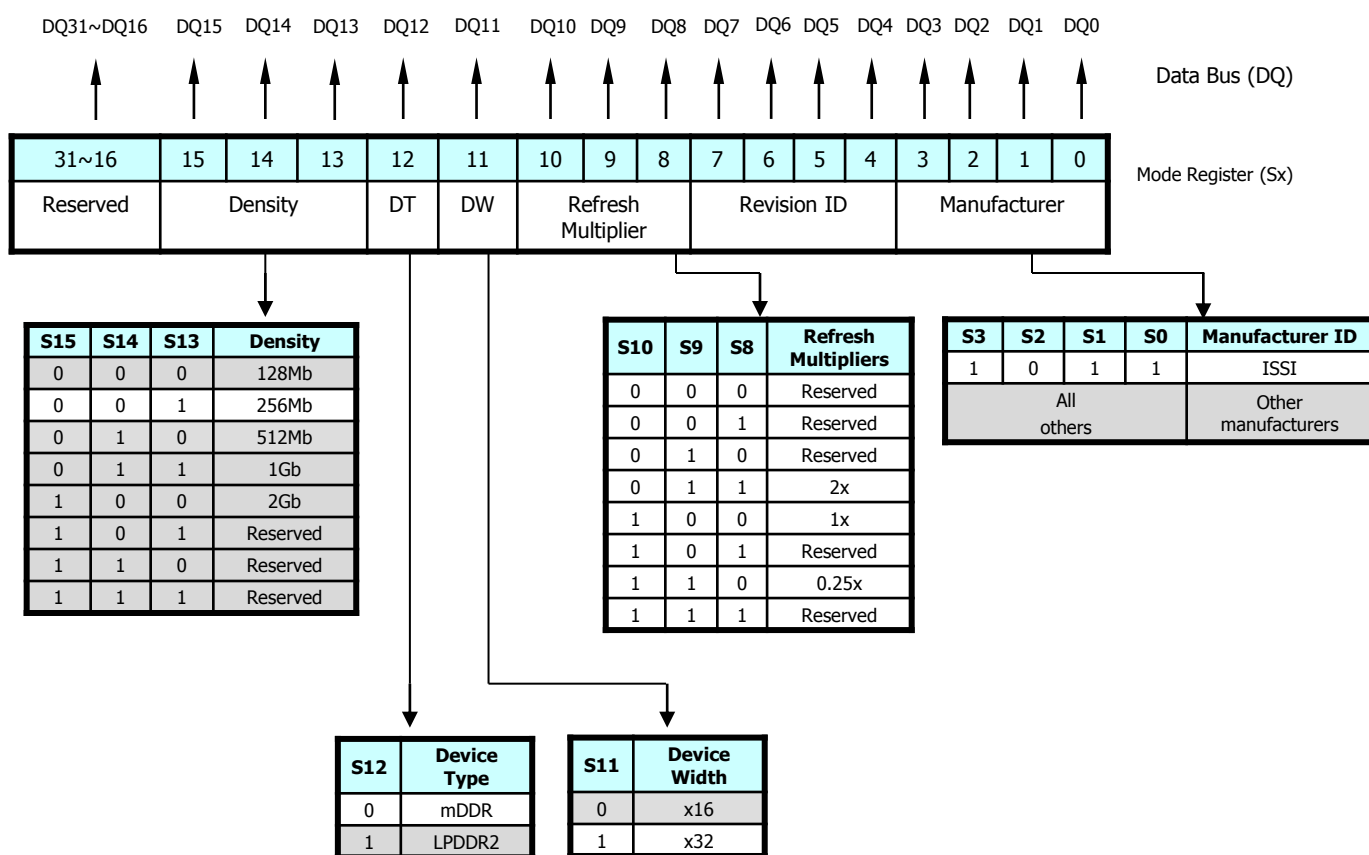 DQ31~DQ16 DQ15 DQ14 DQ13 DQ12 DQ11 DQ10 DQ9 DQ8 DQ7 DQ6 DQ5 DQ4 DQ3 DQ2 DQ1 DQ0
Data Bus (DQ)
31~16 15 14 13 12 11 10 9 8 7 6 5 4 3 2 1 0
Mode Register (Sx)
Reserved Density DT DW Refresh Multiplier Revision ID Manufacturer
S15 S14 S13 Density
0 0 0 128Mb
0 0 1 256Mb
0 1 0 512Mb
0 1 1 1Gb
1 0 0 2Gb
1 0 1 Reserved
1 1 0 Reserved
1 1 1 Reserved
S10 S9 S8 Refresh Multipliers
0 0 0 Reserved
0 0 1 Reserved
0 1 0 Reserved
0 1 1 2x
1 0 0 1x
1 0 1 Reserved
1 1 0 0.25x
1 1 1 Reserved
S3 S2 S1 S0 Manufacturer ID
1 0 1 1 ISSI
All others Other manufacturers
S12 Device Type
0 mDDR
1 LPDDR2
S11 Device Width
0 x16
1 x32